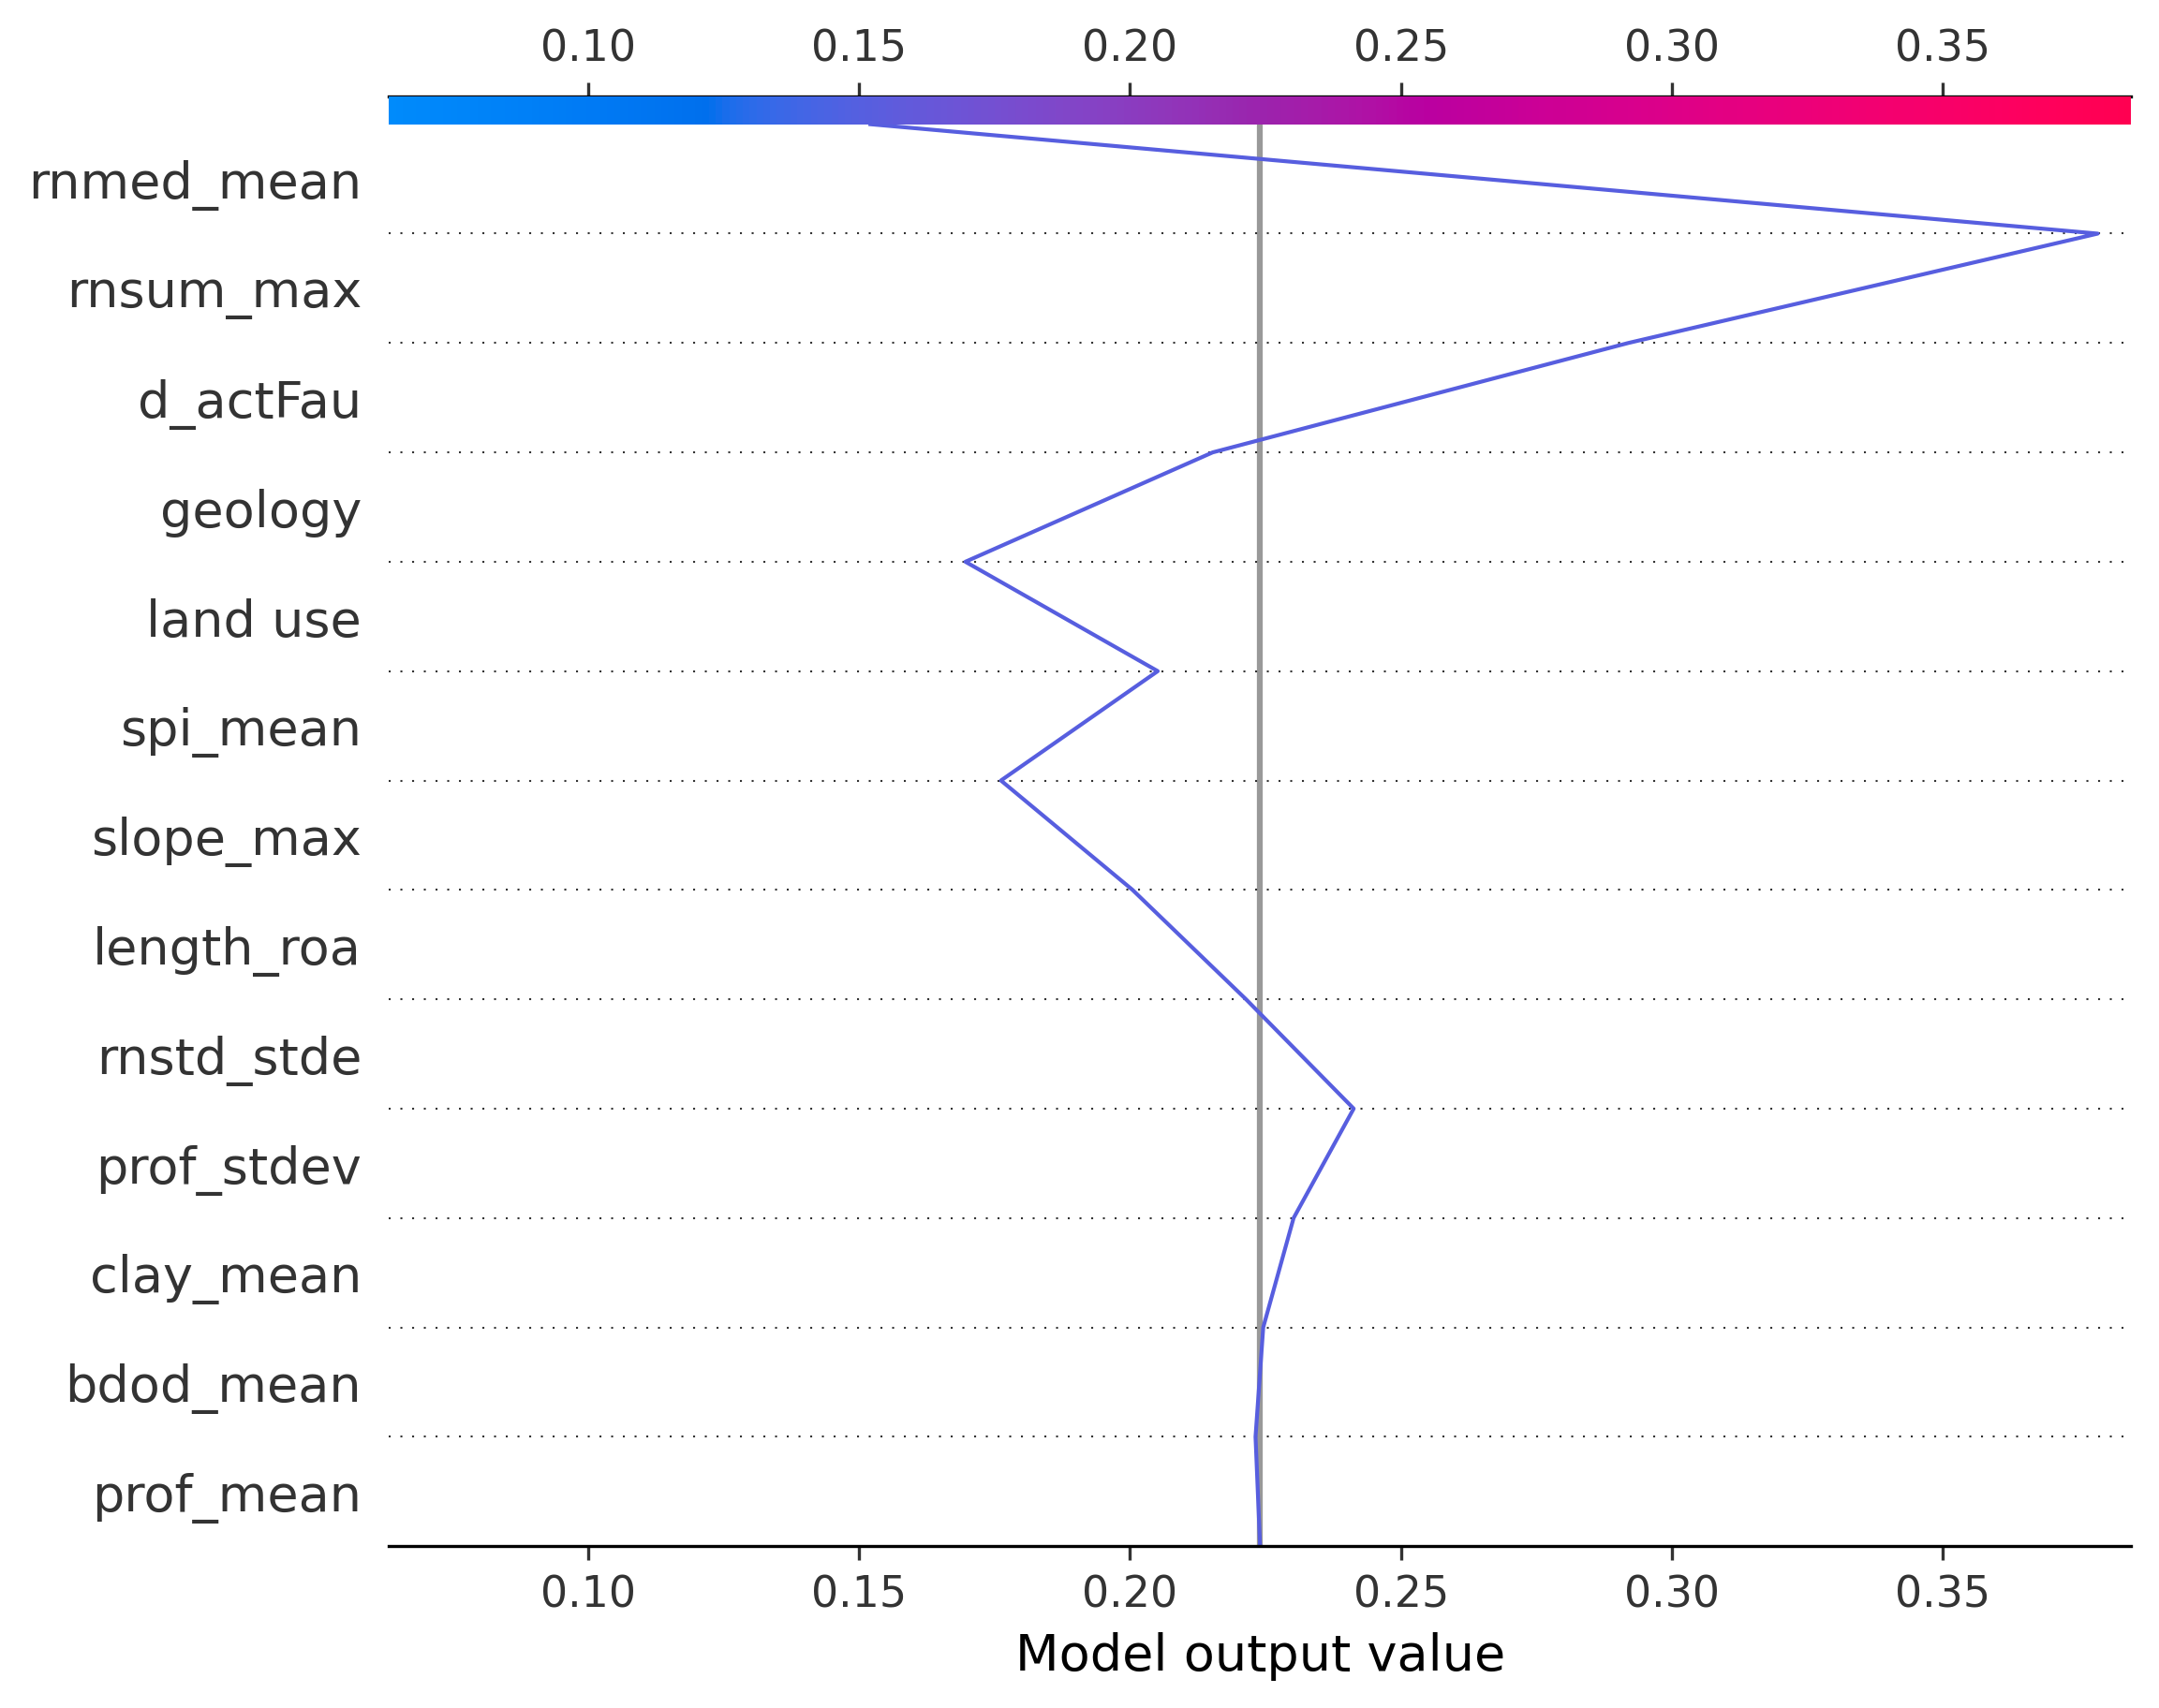 0.10 0.15 0.20 0.25 0.30 0.35
rnmed_mean
rnsum_max
d_actFau
geology
land use
spi_mean
slope_max
length_roa
rnstd_stde
prof_stdev
clay_mean
bdod_mean
prof_mean
0.10 0.15 0.20 0.25 0.30 0.35
Model output value